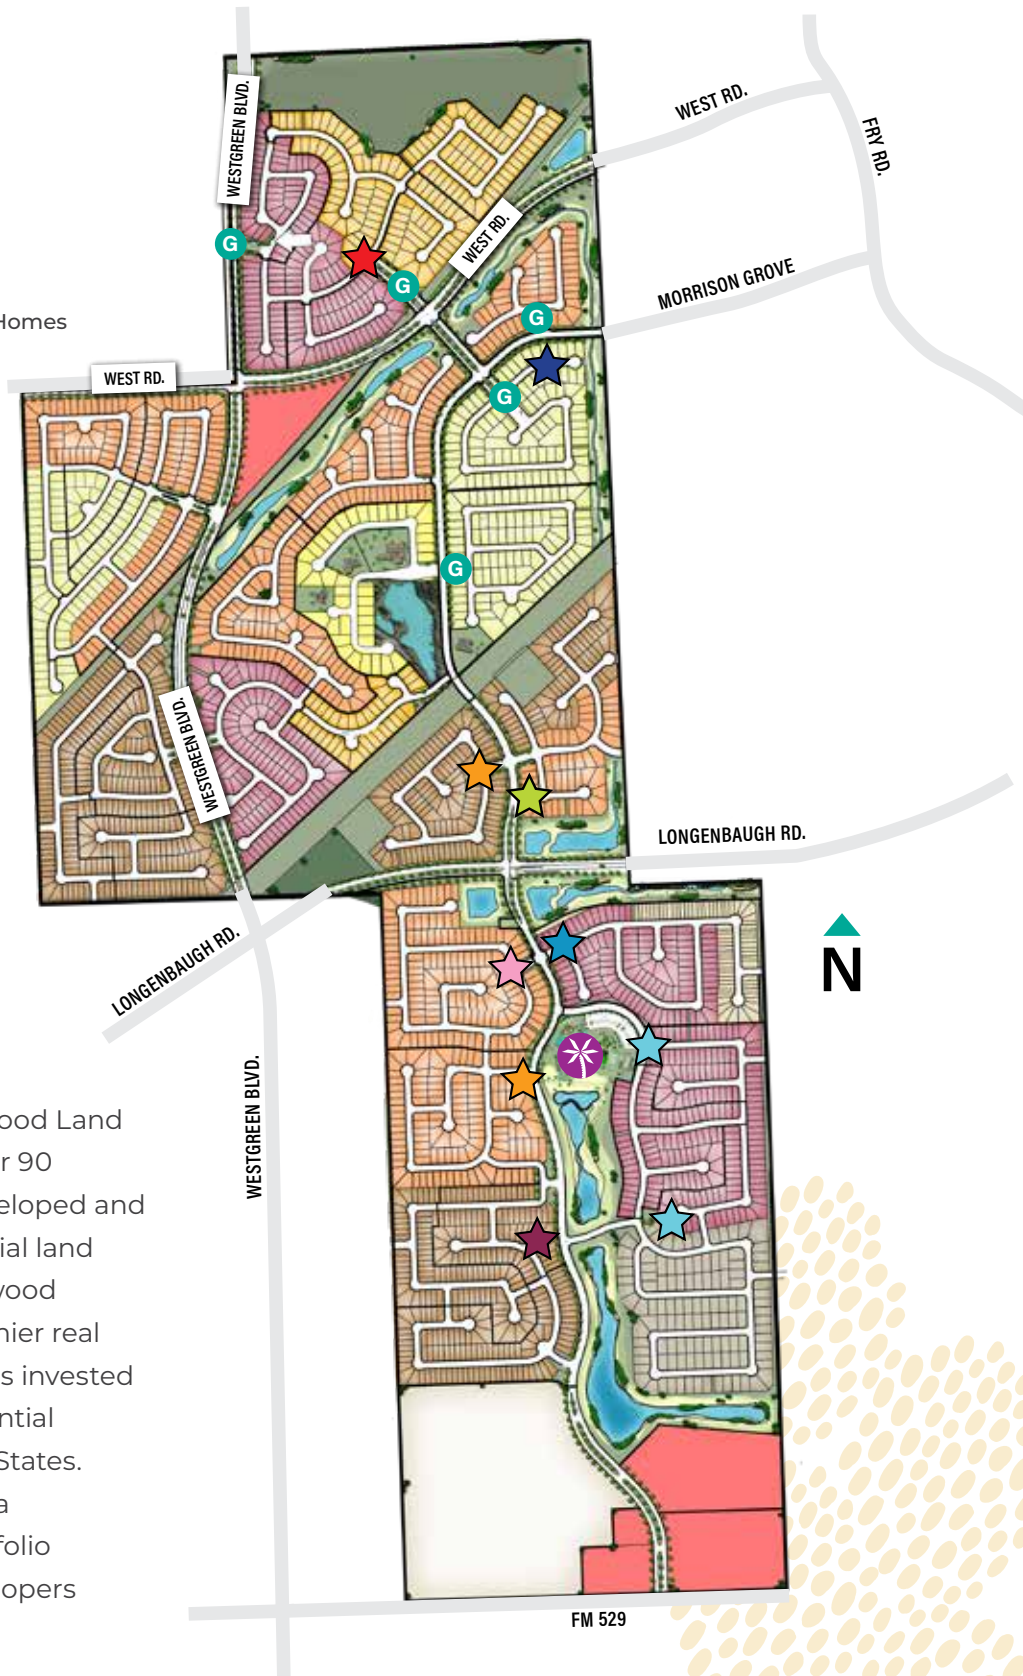 WESTGREEN BLVD.
WEST RD.
FRY RD.
WEST RD.
G
G
MORRISON GROVE
G
Homes
WEST RD.
G
G
WESTGREEN BLVD.
LONGENBAUGH RD.
LONGENBAUGH RD.
N
WESTGREEN BLVD.
ood Land
r 90
eloped and
ial land
wood
nier real
s invested
ntial
States.
a
folio
opers
FM 529